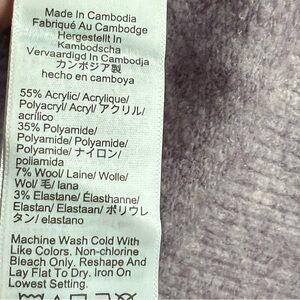 Made In Cambodia
Fabriqué Au Cambodge
Hergestellt In
Kambodscha
Vervaardigd In Cambodja
カンボジア製
hecho en camboya
55% Acrylic/ Acrylique/
Polyacryl/ Acryl/ アクリル/
acrílico
35% Polyamide/
Polyamide/ Polyamid/
Polyamide/ ナイロン/
poliamida
7% Wool/ Laine/ Wolle/
Wol/ 毛/ lana
3% Elastane/ Élasthanne/
Elastan/ Elastaan/ ポリウレ
タン/ elastano
Machine Wash Cold With
Like Colors. Non-chlorine
Bleach Only. Reshape And
Lay Flat To Dry. Iron On
Lowest Setting.